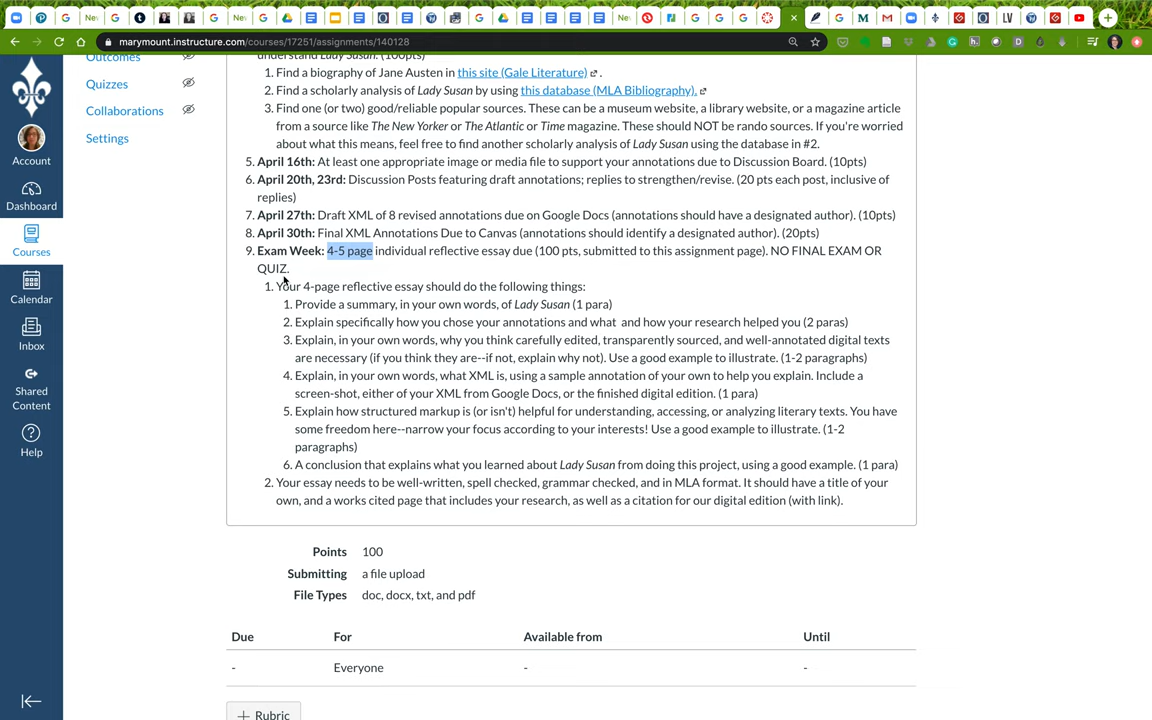 New
New
New
LV
marymount.instructure.com/courses/17251/assignments/140128
Account
Dashboard
Courses
Calendar
Inbox
Shared
Content
Help
Outcomes
Quizzes
Collaborations
Settings
understand Lady Susan. (100pts)
1. Find a biography of Jane Austen in this site (Gale Literature) .
2. Find a scholarly analysis of Lady Susan by using this database (MLA Bibliography).
3. Find one (or two) good/reliable popular sources. These can be a museum website, a library website, or a magazine article
from a source like The New Yorker or The Atlantic or Time magazine. These should NOT be rando sources. If you're worried
about what this means, feel free to find another scholarly analysis of Lady Susan using the database in #2.
5. April 16th: At least one appropriate image or media file to support your annotations due to Discussion Board. (10pts)
6. April 20th, 23rd: Discussion Posts featuring draft annotations; replies to strengthen/revise. (20 pts each post, inclusive of
replies)
7. April 27th: Draft XML of 8 revised annotations due on Google Docs (annotations should have a designated author). (10pts)
8. April 30th: Final XML Annotations Due to Canvas (annotations should identify a designated author). (20pts)
9. Exam Week: 4-5 page individual reflective essay due (100 pts, submitted to this assignment page). NO FINAL EXAM OR
QUIZ.
1. Your 4-page reflective essay should do the following things:
1. Provide a summary, in your own words, of Lady Susan (1 para)
2. Explain specifically how you chose your annotations and what and how your research helped you (2 paras)
3. Explain, in your own words, why you think carefully edited, transparently sourced, and well-annotated digital texts
are necessary (if you think they are--if not, explain why not). Use a good example to illustrate. (1-2 paragraphs)
4. Explain, in your own words, what XML is, using a sample annotation of your own to help you explain. Include a
screen-shot, either of your XML from Google Docs, or the finished digital edition. (1 para)
5. Explain how structured markup is (or isn't) helpful for understanding, accessing, or analyzing literary texts. You have
some freedom here--narrow your focus according to your interests! Use a good example to illustrate. (1-2
paragraphs)
6. A conclusion that explains what you learned about Lady Susan from doing this project, using a good example. (1 para)
2. Your essay needs to be well-written, spell checked, grammar checked, and in MLA format. It should have a title of your
own, and a works cited page that includes your research, as well as a citation for our digital edition (with link).
Points 100
Submitting a file upload
File Types doc, docx, txt, and pdf
Due For Available from Until
- Everyone - -
+ Rubric